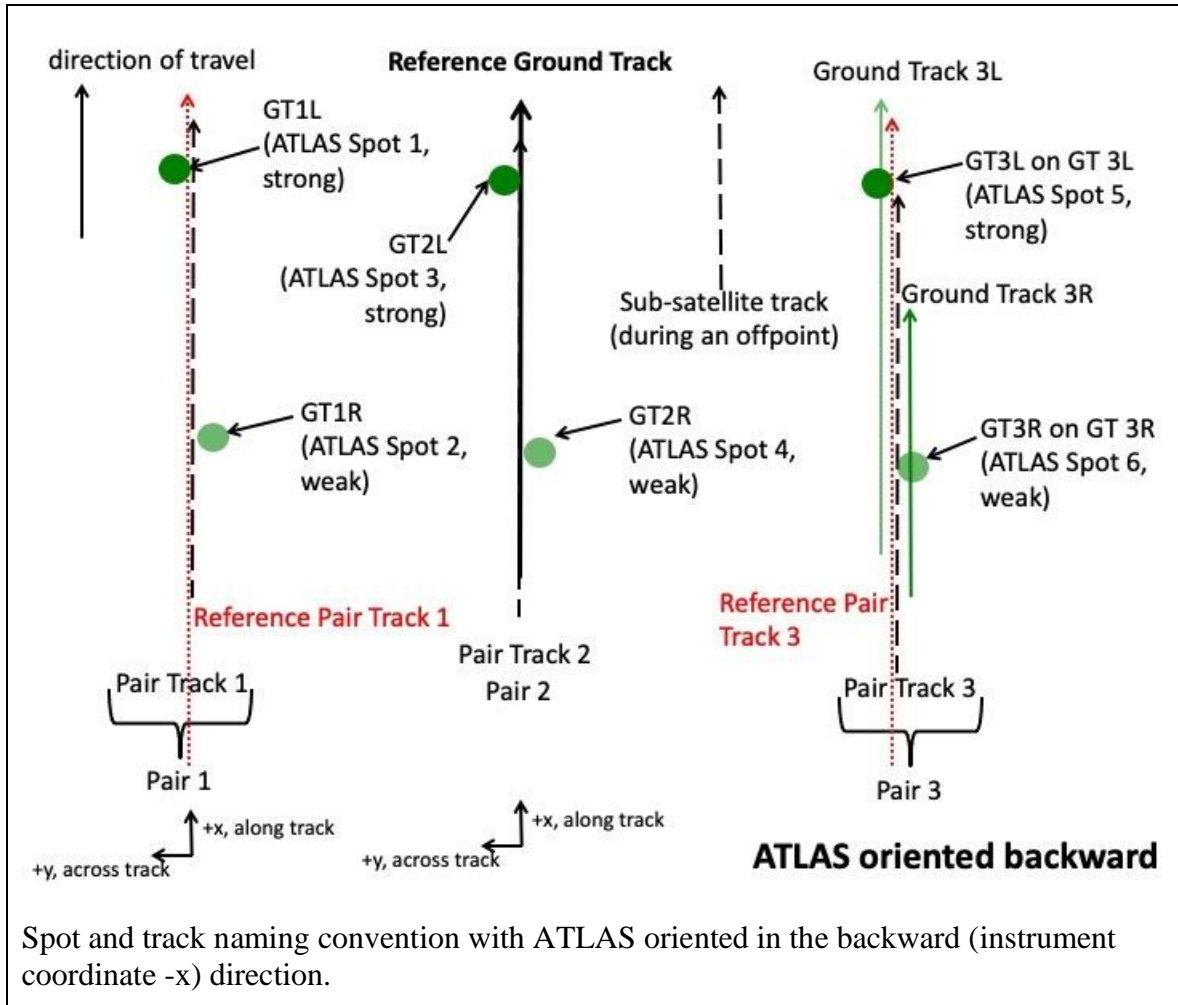 direction of travel
Reference Ground Track
Ground Track 3L
GT1L
(ATLAS Spot 1,
strong)
GT2L
(ATLAS Spot 3,
strong)
Sub-satellite track
(during an offpoint)
GT3L on GT 3L
(ATLAS Spot 5,
strong)
Ground Track 3R
GT1R
(ATLAS Spot 2,
weak)
GT2R
(ATLAS Spot 4,
weak)
GT3R on GT 3R
(ATLAS Spot 6,
weak)
Reference Pair Track 1
Reference Pair
Track 3
Pair Track 1
Pair 1
Pair Track 2
Pair 2
Pair Track 3
Pair 3
+x, along track
+y, across track
+x, along track
+y, across track
ATLAS oriented backward
Spot and track naming convention with ATLAS oriented in the backward (instrument
coordinate -x) direction.